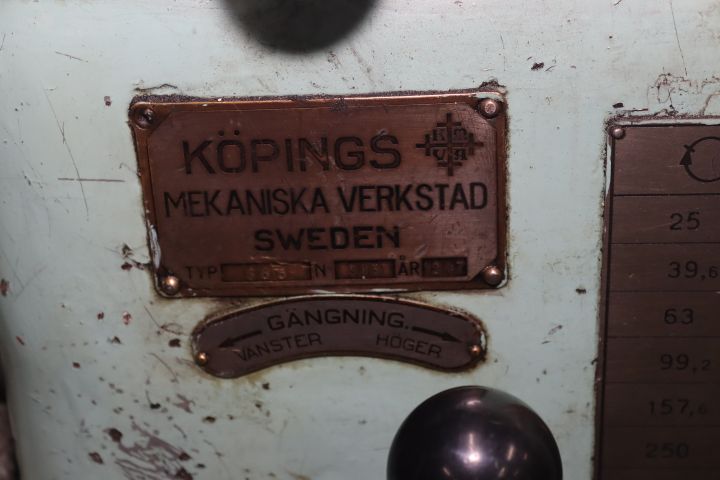 KÖPINGS
MEKANISKA VERKSTAD
SWEDEN
TYP N ÅR
GÄNGNING.
VÄNSTER HÖGER
25
39,6
63
99,2
157,6
250